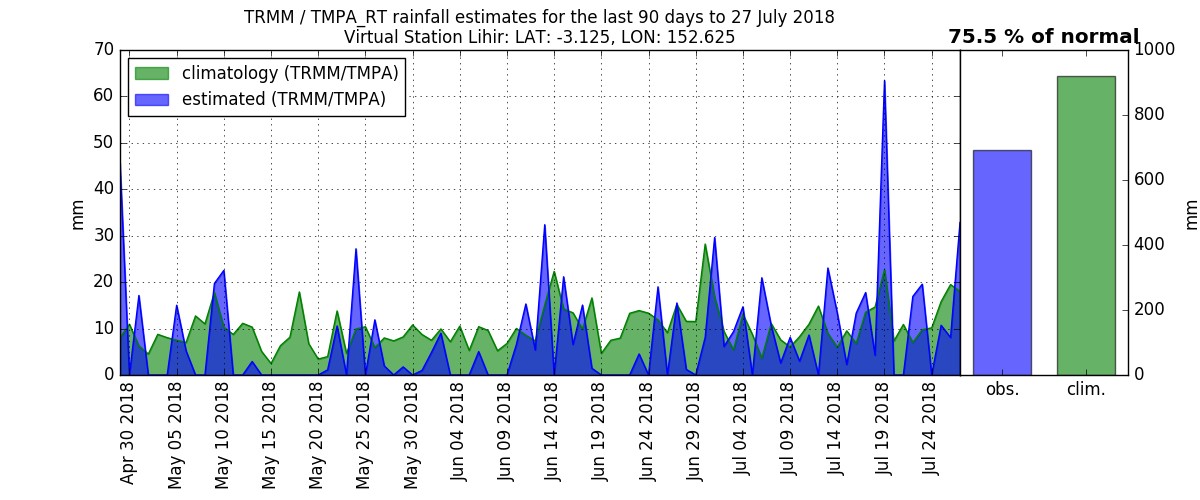 TRMM / TMPA_RT rainfall estimates for the last 90 days to 27 July 2018
Virtual Station Lihir: LAT: -3.125, LON: 152.625
75.5 % of normal
climatology (TRMM/TMPA)
estimated (TRMM/TMPA)
mm
70
60
50
40
30
20
10
0
Apr 30 2018
May 05 2018
May 10 2018
May 15 2018
May 20 2018
May 25 2018
May 30 2018
Jun 04 2018
Jun 09 2018
Jun 14 2018
Jun 19 2018
Jun 24 2018
Jun 29 2018
Jul 04 2018
Jul 09 2018
Jul 14 2018
Jul 19 2018
Jul 24 2018
obs.
clim.
1000
800
600
400
200
0
mm